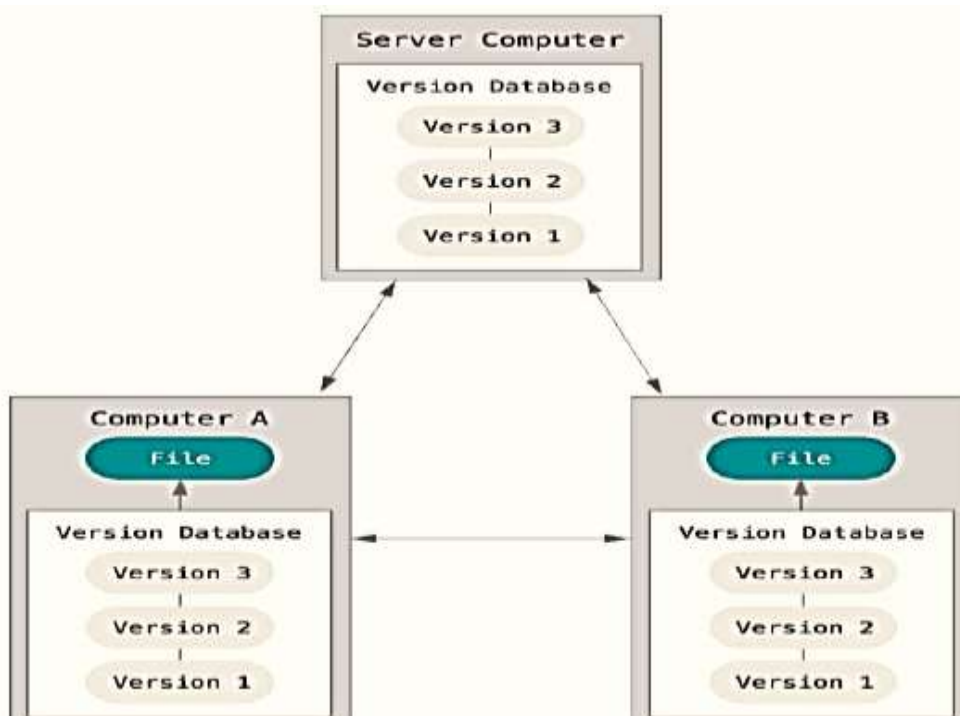 Server Computer
Version Database
Version 3
Version 2
Version 1
Computer A
File
Version Database
Version 3
Version 2
Version 1
Computer B
File
Version Database
Version 3
Version 2
Version 1